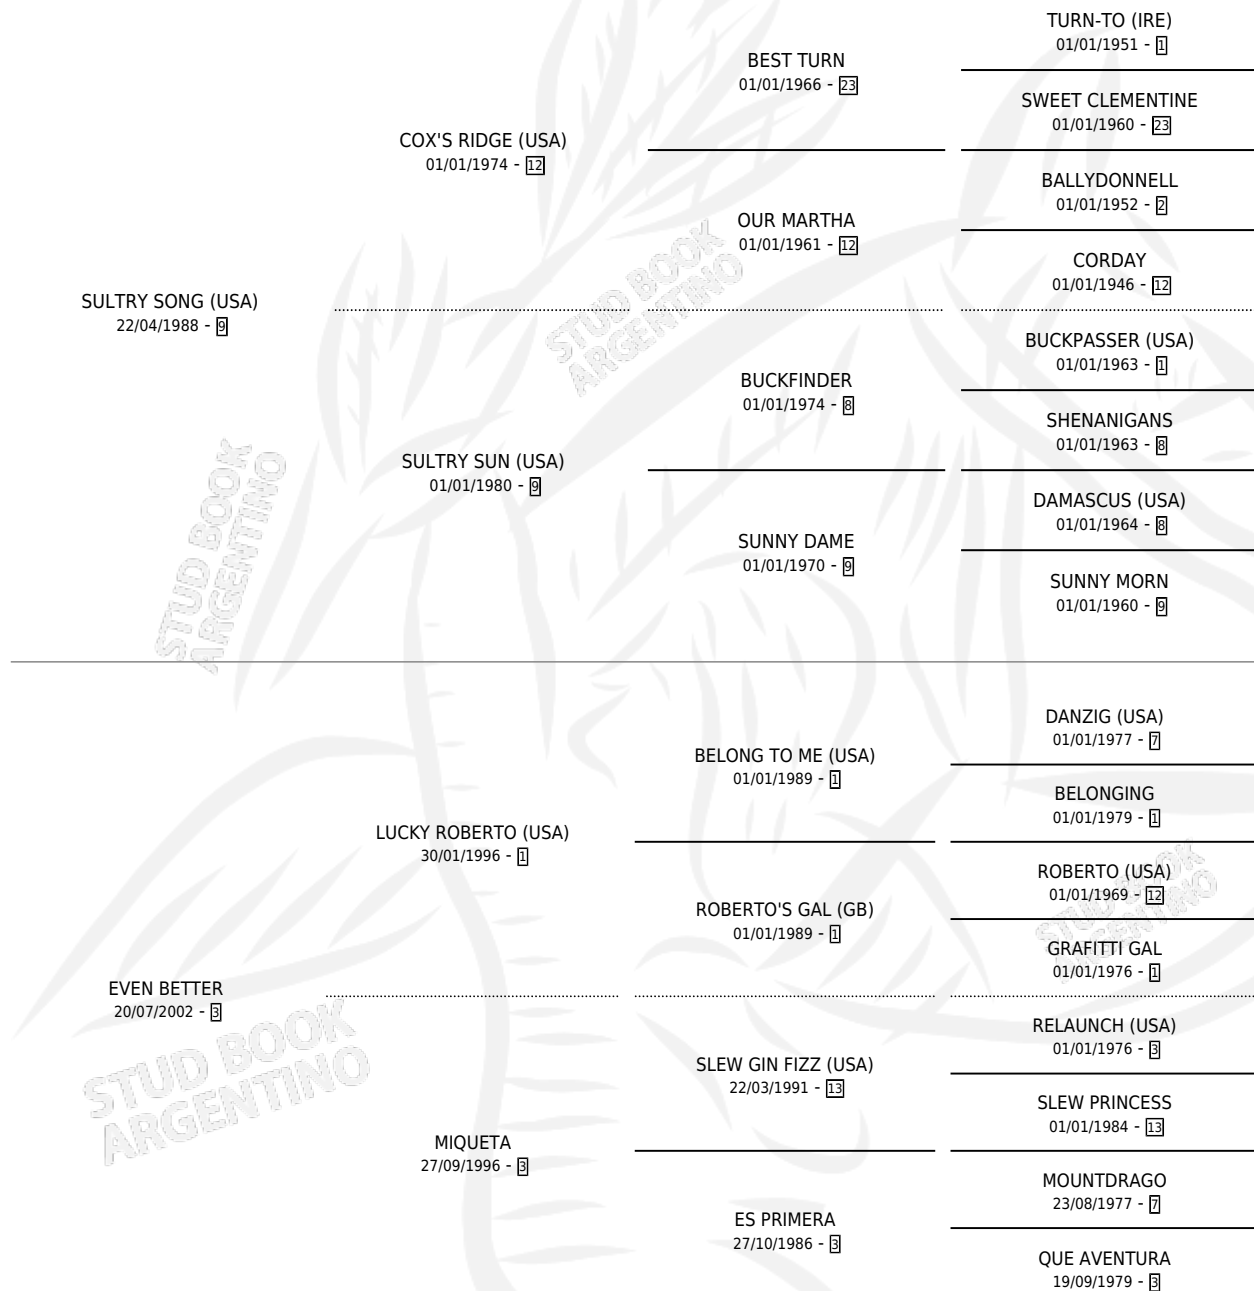 TURN-TO (IRE)
01/01/1951 - 1
BEST TURN
01/01/1966 - 23
SWEET CLEMENTINE
01/01/1960 - 23
COX'S RIDGE (USA)
01/01/1974 - 12
BALLYDONNELL
01/01/1952 - 2
OUR MARTHA
01/01/1961 - 12
CORDAY
01/01/1946 - 12
SULTRY SONG (USA)
22/04/1988 - 9
BUCKPASSER (USA)
01/01/1963 - 1
BUCKFINDER
01/01/1974 - 8
SHENANIGANS
01/01/1963 - 8
SULTRY SUN (USA)
01/01/1980 - 9
DAMASCUS (USA)
01/01/1964 - 8
SUNNY DAME
01/01/1970 - 9
SUNNY MORN
01/01/1960 - 9
DANZIG (USA)
01/01/1977 - 7
BELONG TO ME (USA)
01/01/1989 - 1
BELONGING
01/01/1979 - 1
LUCKY ROBERTO (USA)
30/01/1996 - 1
ROBERTO (USA)
01/01/1969 - 12
ROBERTO'S GAL (GB)
01/01/1989 - 1
GRAFITTI GAL
01/01/1976 - 1
EVEN BETTER
20/07/2002 - 3
RELAUNCH (USA)
01/01/1976 - 3
SLEW GIN FIZZ (USA)
22/03/1991 - 13
SLEW PRINCESS
01/01/1984 - 13
MIQUETA
27/09/1996 - 3
MOUNTDRAGO
23/08/1977 - 7
ES PRIMERA
27/10/1986 - 3
QUE AVENTURA
19/09/1979 - 3
STUD BOOK
ARGENTINO
STUD BOOK
ARGENTINO
STUD BOOK
ARGENTINO
STUD BOOK
ARGENTINO